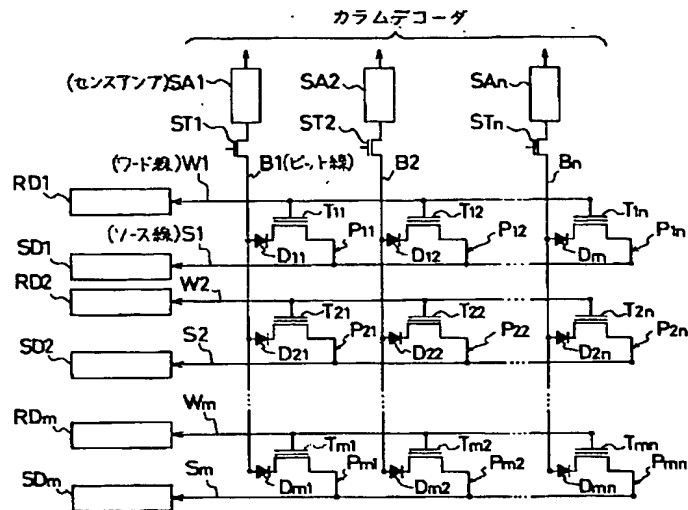 カラムデコーダ
(センスアンプ)SA1 SA2 SAn
ST1 ST2 STn
(ワード線)W1 B1(ビット線) B2 Bn
RD1
T11 T12 T1n
(ソース線)S1 P11 P12 P1n
SD1 D11 D12 Dm
RD2 W2
T21 T22 T2n
S2 P21 P22 P2n
SD2 D21 D22 D2n
RDm Wm
Tm1 Tm2 Tmn
Sm Pm1 Pm2 Pmn
SDm Dm1 Dm2 Dmn